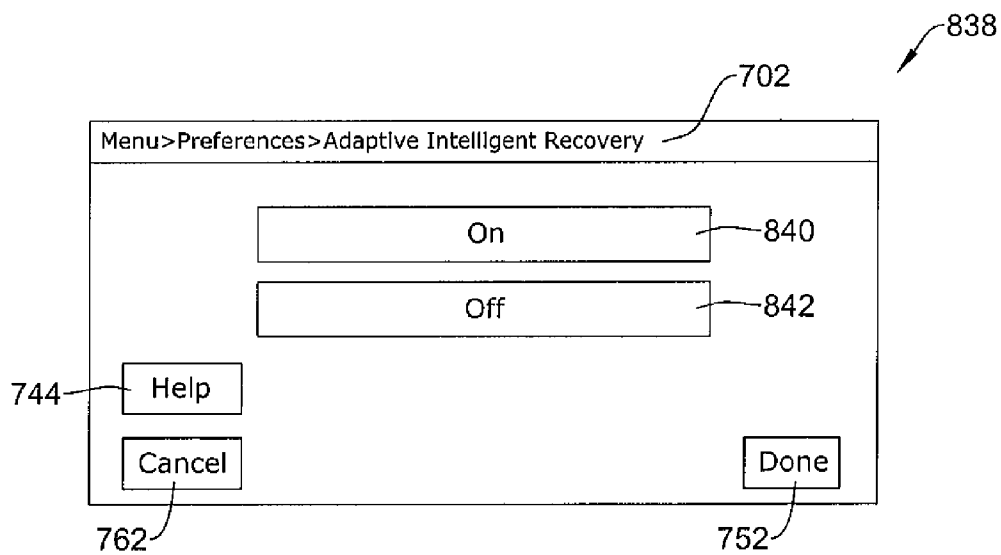 838
702
Menu>Preferences>Adaptive Intelligent Recovery
On
840
Off
842
744
Help
Cancel
Done
762
752